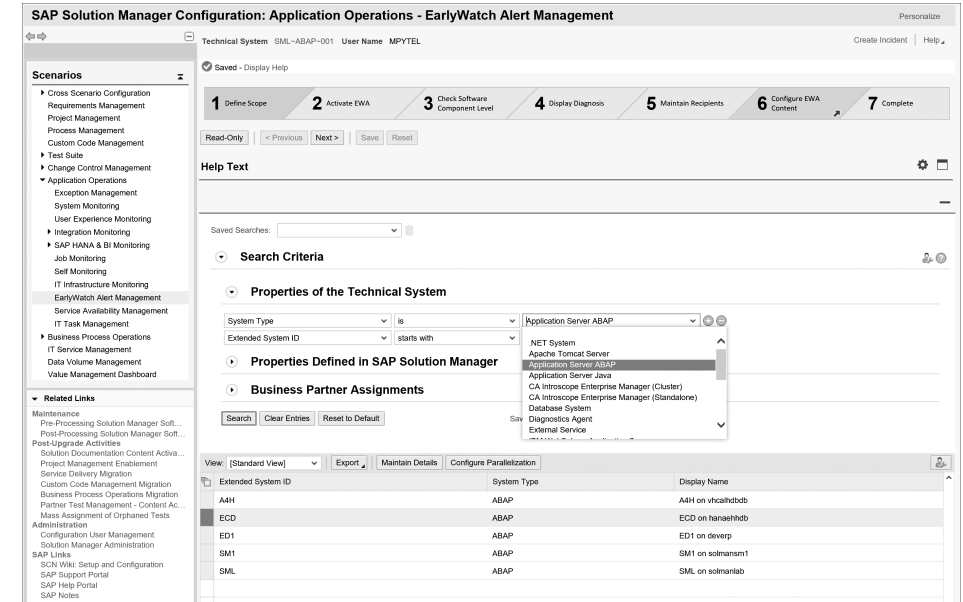 SAP Solution Manager Configuration: Application Operations - EarlyWatch Alert Management
Personalize
Technical System SML~ABAP~001 User Name MPYTEL
Create Incident Help
Saved - Display Help
Scenarios
Cross Scenario Configuration
Requirements Management
Project Management
Process Management
Custom Code Management
Test Suite
Change Control Management
Application Operations
Exception Management
System Monitoring
User Experience Monitoring
Integration Monitoring
SAP HANA & BI Monitoring
Job Monitoring
Self Monitoring
IT Infrastructure Monitoring
EarlyWatch Alert Management
Service Availability Management
IT Task Management
Business Process Operations
IT Service Management
Data Volume Management
Value Management Dashboard
Related Links
Maintenance
Pre-Processing Solution Manager Soft...
Post-Processing Solution Manager Soft...
Post-Upgrade Activities
Solution Documentation Content Activa...
Project Management Enablement
Service Delivery Migration
Custom Code Management Migration
Business Process Operations Migration
Partner Test Management - Content Ac...
Mass Assignment of Orphaned Tests
Administration
Configuration User Management
Solution Manager Administration
SAP Links
SCN Wiki: Setup and Configuration
SAP Support Portal
SAP Help Portal
SAP Notes
1 Define Scope
2 Activate EWA
3 Check Software Component Level
4 Display Diagnosis
5 Maintain Recipients
6 Configure EWA Content
7 Complete
Read-Only < Previous Next > Save Reset
Help Text
Saved Searches:
Search Criteria
Properties of the Technical System
System Type is Application Server ABAP
Extended System ID starts with
.NET System
Apache Tomcat Server
Application Server ABAP
Application Server Java
CA Introscope Enterprise Manager (Cluster)
CA Introscope Enterprise Manager (Standalone)
Database System
Diagnostics Agent
External Service
Properties Defined in SAP Solution Manager
Business Partner Assignments
Search Clear Entries Reset to Default
View: [Standard View] Export Maintain Details Configure Parallelization
Extended System ID System Type Display Name
A4H ABAP A4H on vhcalhdbdb
ECD ABAP ECD on hanaehhdb
ED1 ABAP ED1 on deverp
SM1 ABAP SM1 on solmansm1
SML ABAP SML on solmanlab